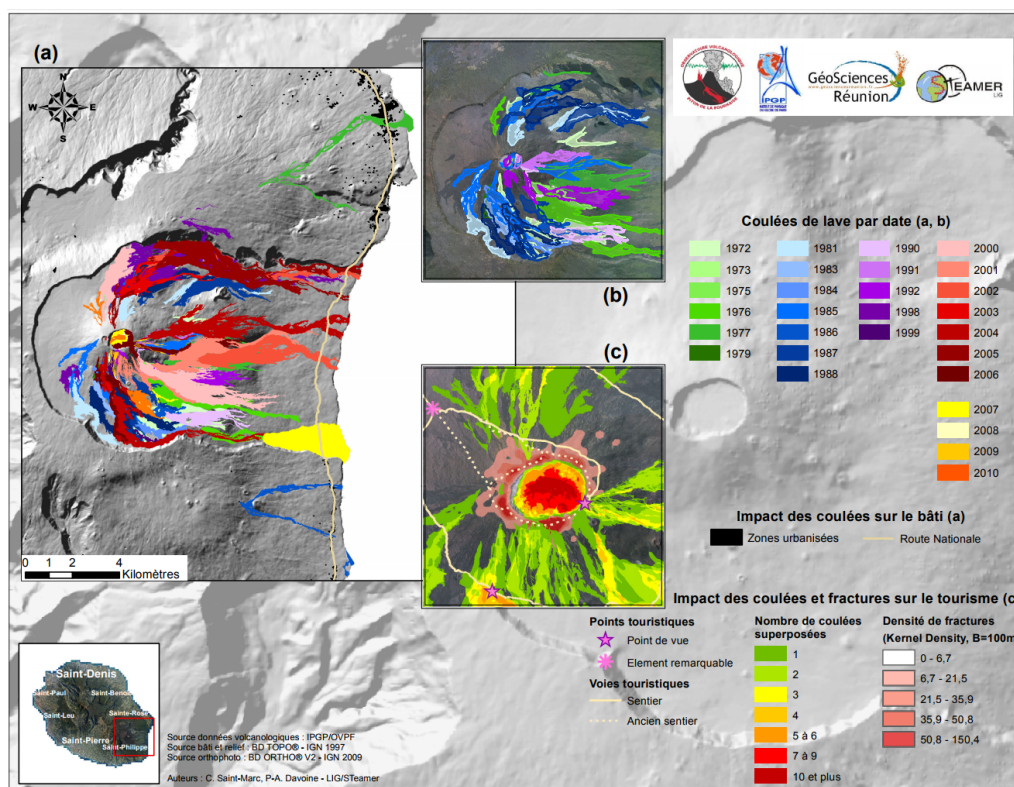 (a)
N
W
E
S
0 1 2 4
Kilomètres
(b)
(c)
OBSERVATOIRE VOLCANOLOGIQUE
PITON DE LA FOURNAISE
IPGP
GéoSciences
Réunion
STEAMER
LIG
Coulées de lave par date (a, b)
1972
1973
1975
1976
1977
1979
1981
1983
1984
1985
1986
1987
1988
1990
1991
1992
1998
1999
2000
2001
2002
2003
2004
2005
2006
2007
2008
2009
2010
Impact des coulées sur le bâti (a)
Zones urbanisées
Route Nationale
Impact des coulées et fractures sur le tourisme (c
Points touristiques
Point de vue
Element remarquable
Voies touristiques
Sentier
Ancien sentier
Nombre de coulées
superposées
1
2
3
4
5 à 6
7 à 9
10 et plus
Densité de fractures
(Kernel Density, B=100m
0 - 6,7
6,7 - 21,5
21,5 - 35,9
35,9 - 50,8
50,8 - 150,4
Saint-Denis
Saint-Paul
Saint-Benoi
Sainte-Rose
Saint-Leu
Saint-Pierre
Saint-Philippe
Source données volcanologiques : IPGP/OVPF
Source bâti et relief : BD TOPO® - IGN 1997
Source orthophoto : BD ORTHO® V2 - IGN 2009
Auteurs : C. Saint-Marc, P-A. Davoine - LIG/STeamer